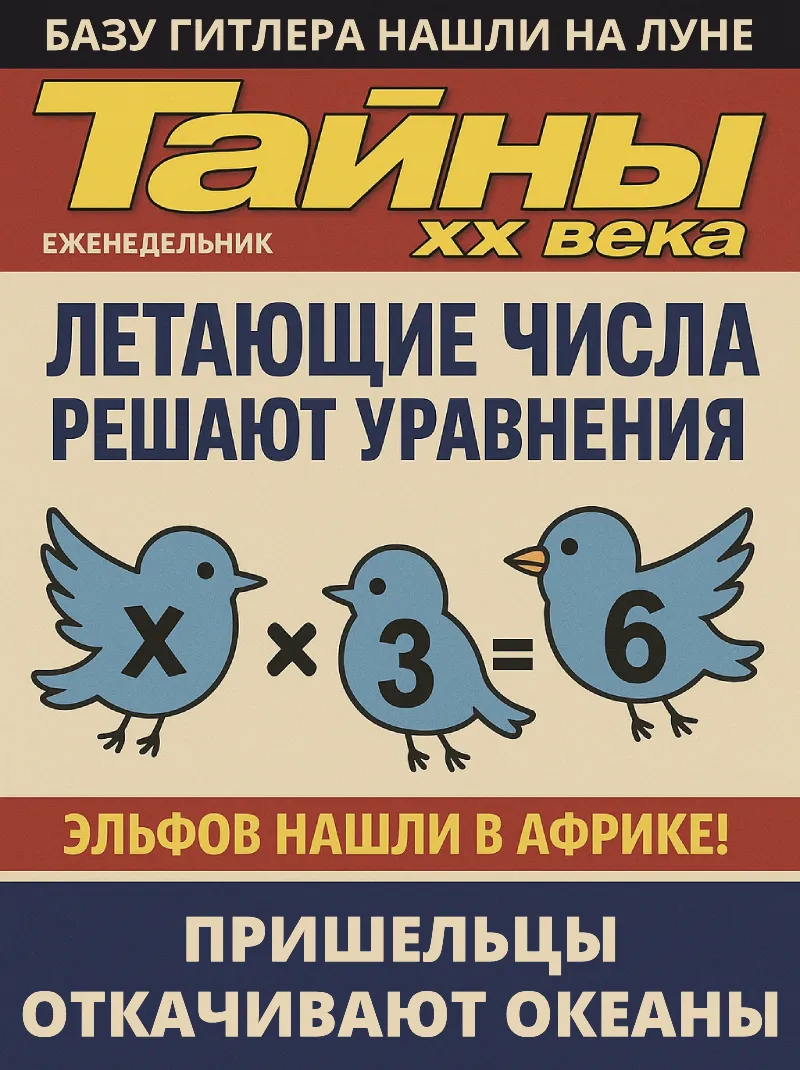 БАЗУ ГИТЛЕРА НАШЛИ НА ЛУНЕ
Тайны
ЕЖЕНЕДЕЛЬНИК XX века
ЛЕТАЮЩИЕ ЧИСЛА
РЕШАЮТ УРАВНЕНИЯ
X × 3 = 6
ЭЛЬФОВ НАШЛИ В АФРИКЕ!
ПРИШЕЛЬЦЫ
ОТКАЧИВАЮТ ОКЕАНЫ